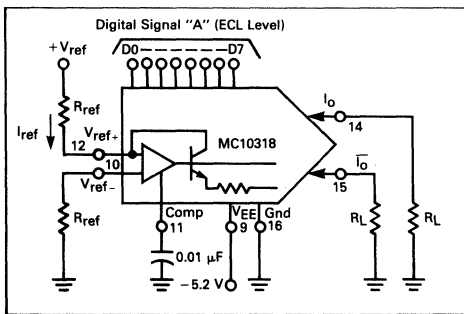 Digital Signal "A" (ECL Level)
D0 – – – – – – – D7
+Vref
Rref
Iref
12
Vref+
10
Vref−
MC10318
Io
14
Io
15
Rref
Comp
11
VEE
9
Gnd
16
RL
RL
0.01 µF
−5.2 V